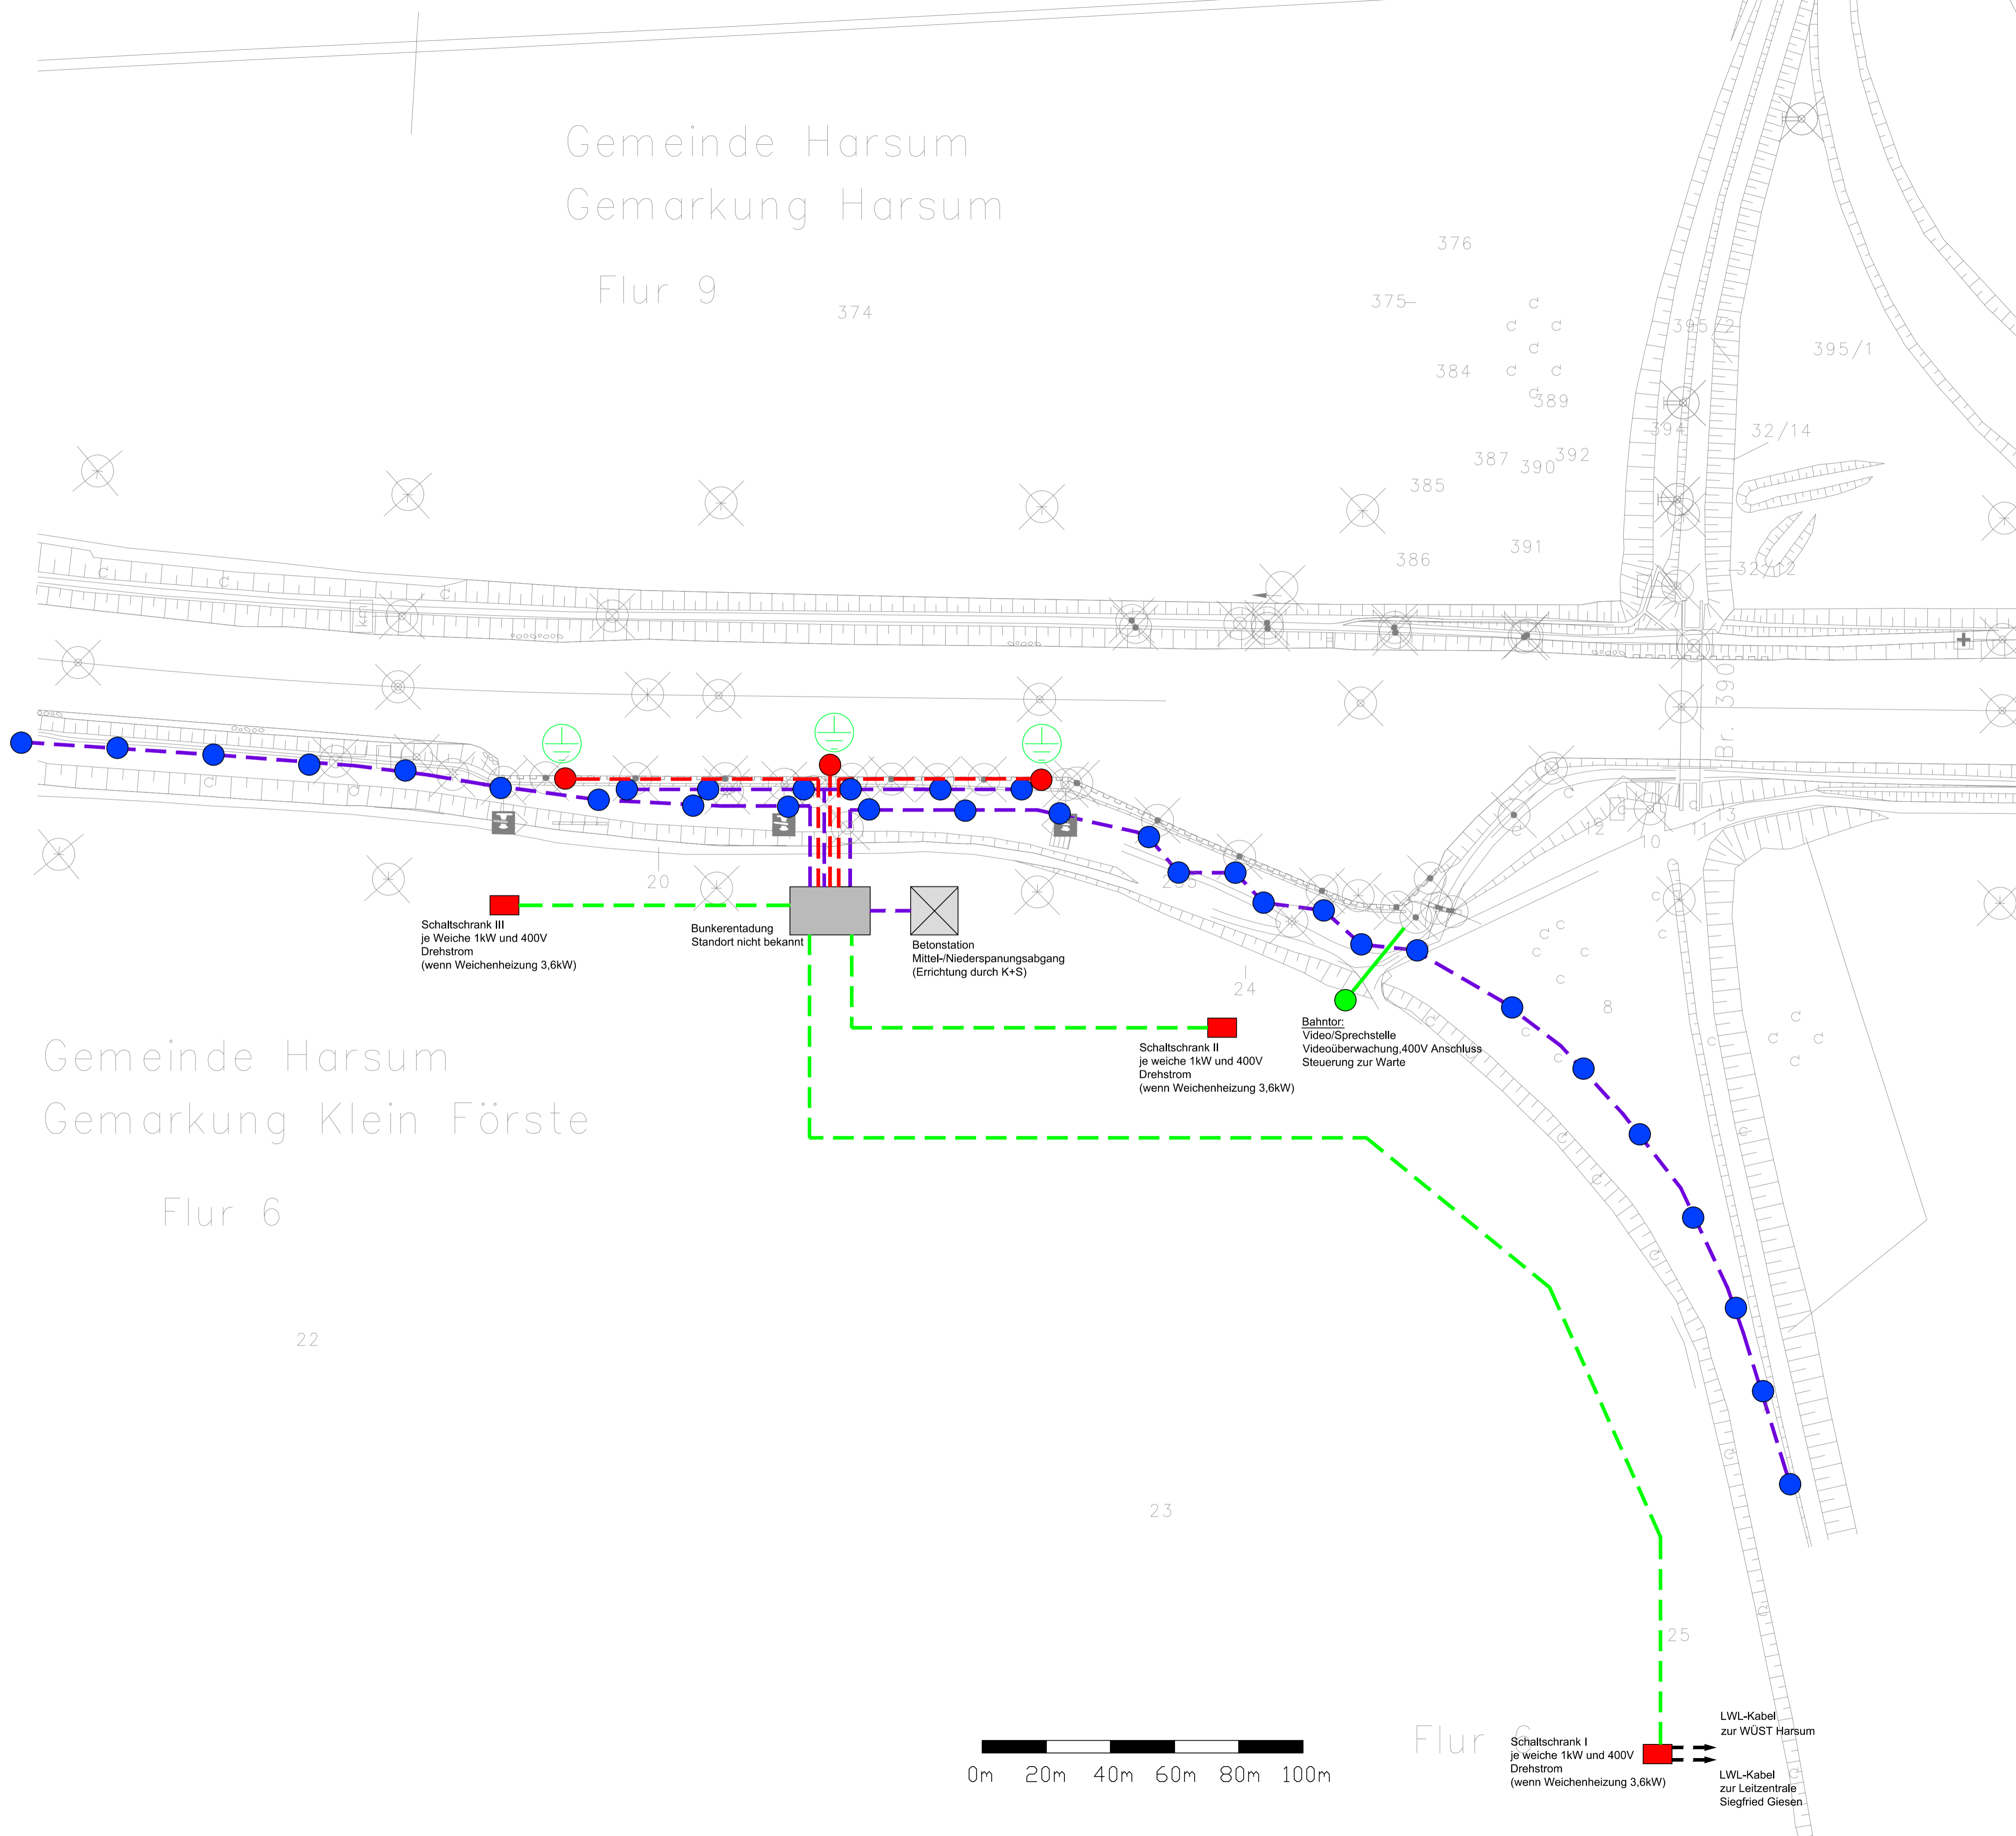 Gemeinde Harsum
Gemarkung Harsum
Flur 9
374
376
375
384
389
395/2
395/1
394
32/14
387
390
392
385
386
391
32/12
km
Br. 390
20
24
12
10
11
13
8
Schaltschrank III
je Weiche 1kW und 400V
Drehstrom
(wenn Weichenheizung 3,6kW)
Bunkerentadung
Standort nicht bekannt
Betonstation
Mittel-/Niederspanungsabgang
(Errichtung durch K+S)
Schaltschrank II
je weiche 1kW und 400V
Drehstrom
(wenn Weichenheizung 3,6kW)
Bahntor:
Video/Sprechstelle
Videoüberwachung,400V Anschluss
Steuerung zur Warte
Gemeinde Harsum
Gemarkung Klein Förste
Flur 6
22
23
25
0m 20m 40m 60m 80m 100m
Flur
Schaltschrank I
je weiche 1kW und 400V
Drehstrom
(wenn Weichenheizung 3,6kW)
LWL-Kabel
zur WÜST Harsum
LWL-Kabel
zur Leitzentrale
Siegfried Giesen